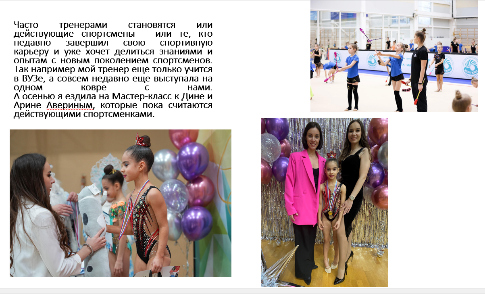 Часто тренерами становятся или
действующие спортсмены или те, кто
недавно завершил свою спортивную
карьеру и уже хочет делиться знаниями и
опытам с новым поколением спортсменов.
Так например мой тренер еще только учится
в ВУЗе, а совсем недавно еще выступала на
одном ковре с нами.
А осенью я ездила на Мастер-класс к Дине и
Арине Авериным, которые пока считаются
действующими спортсменками.